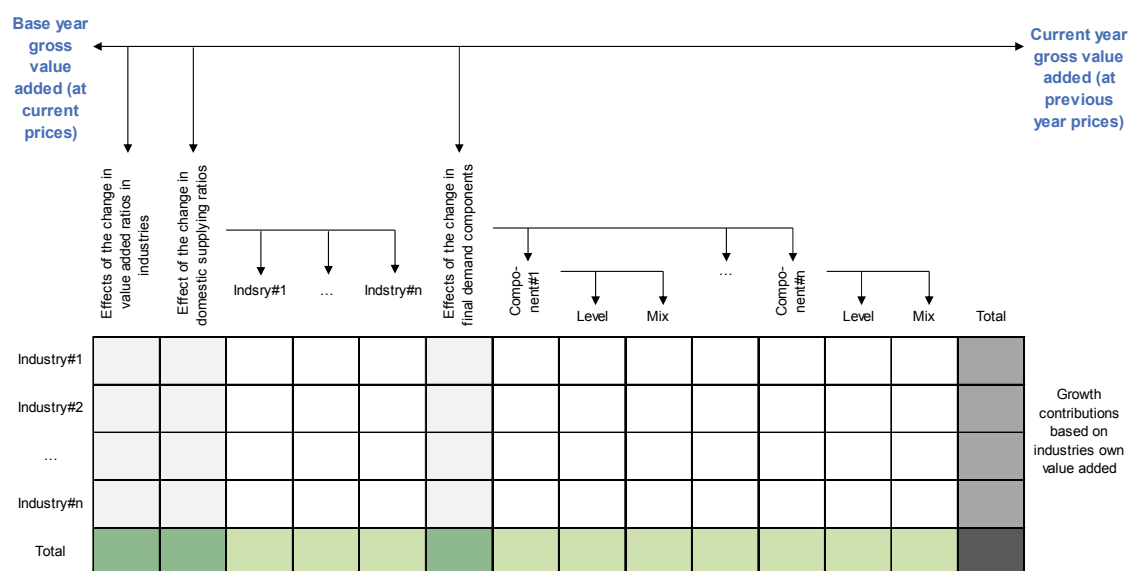 Base year
gross
value
added (at
current
prices)
Current year
gross value
added (at
previous
year prices)
Effects of the change in
value added ratios in
industries
Effect of the change in
domestic supplying ratios
Indsry#1
…
Indstry#n
Effects of the change in
final demand components
Compo-
nent#1
Level
Mix
…
Compo-
nent#n
Level
Mix
Total
Industry#1
Industry#2
…
Industry#n
Total
Growth
contributions
based on
industries own
value added